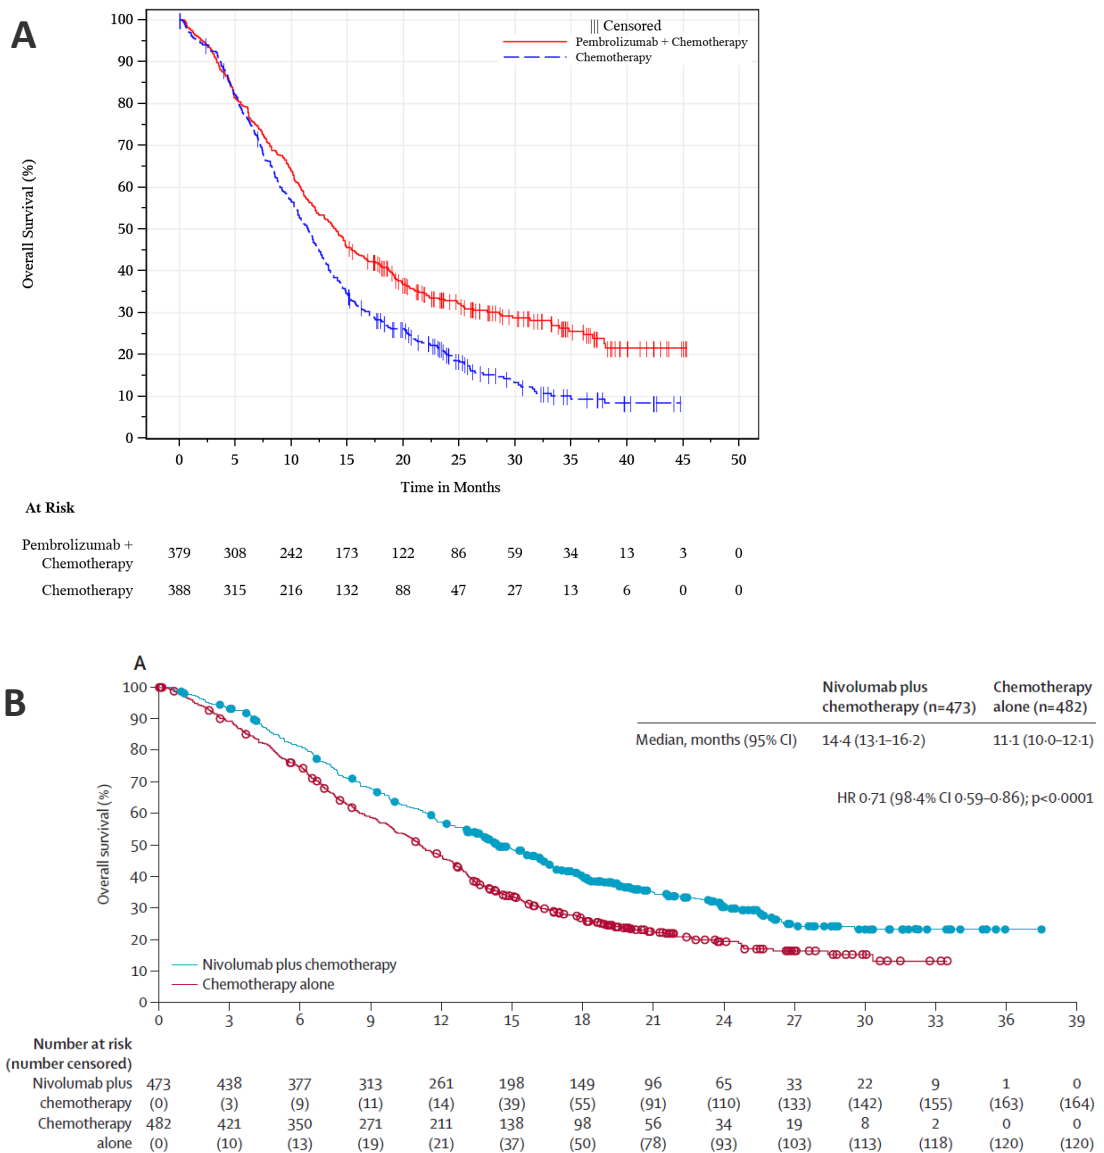 A
||| Censored
Pembrolizumab + Chemotherapy
Chemotherapy
Overall Survival (%)
100
90
80
70
60
50
40
30
20
10
0
0 5 10 15 20 25 30 35 40 45 50
Time in Months
At Risk
Pembrolizumab +
Chemotherapy 379 308 242 173 122 86 59 34 13 3 0
Chemotherapy 388 315 216 132 88 47 27 13 6 0 0
B
A
Nivolumab plus chemotherapy (n=473)
Chemotherapy alone (n=482)
Median, months (95% CI) 14·4 (13·1–16·2) 11·1 (10·0–12·1)
HR 0·71 (98·4% CI 0·59–0·86); p<0·0001
Overall survival (%)
100
90
80
70
60
50
40
30
20
10
0
Nivolumab plus chemotherapy
Chemotherapy alone
0 3 6 9 12 15 18 21 24 27 30 33 36 39
Number at risk
(number censored)
Nivolumab plus 473 438 377 313 261 198 149 96 65 33 22 9 1 0
chemotherapy (0) (3) (9) (11) (14) (39) (55) (91) (110) (133) (142) (155) (163) (164)
Chemotherapy 482 421 350 271 211 138 98 56 34 19 8 2 0 0
alone (0) (10) (13) (19) (21) (37) (50) (78) (93) (103) (113) (118) (120) (120)